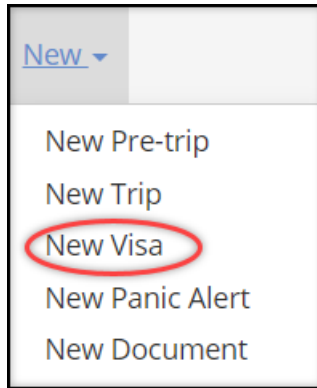 New
New Pre-trip
New Trip
New Visa
New Panic Alert
New Document